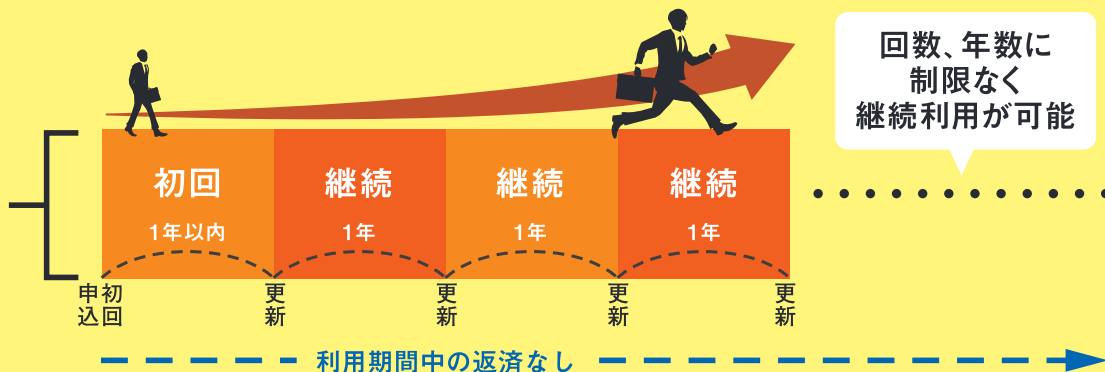 回数、年数に
制限なく
継続利用が可能
初回
1年以内
継続
1年
継続
1年
継続
1年
初回
申込
更新
更新
更新
更新
利用期間中の返済なし